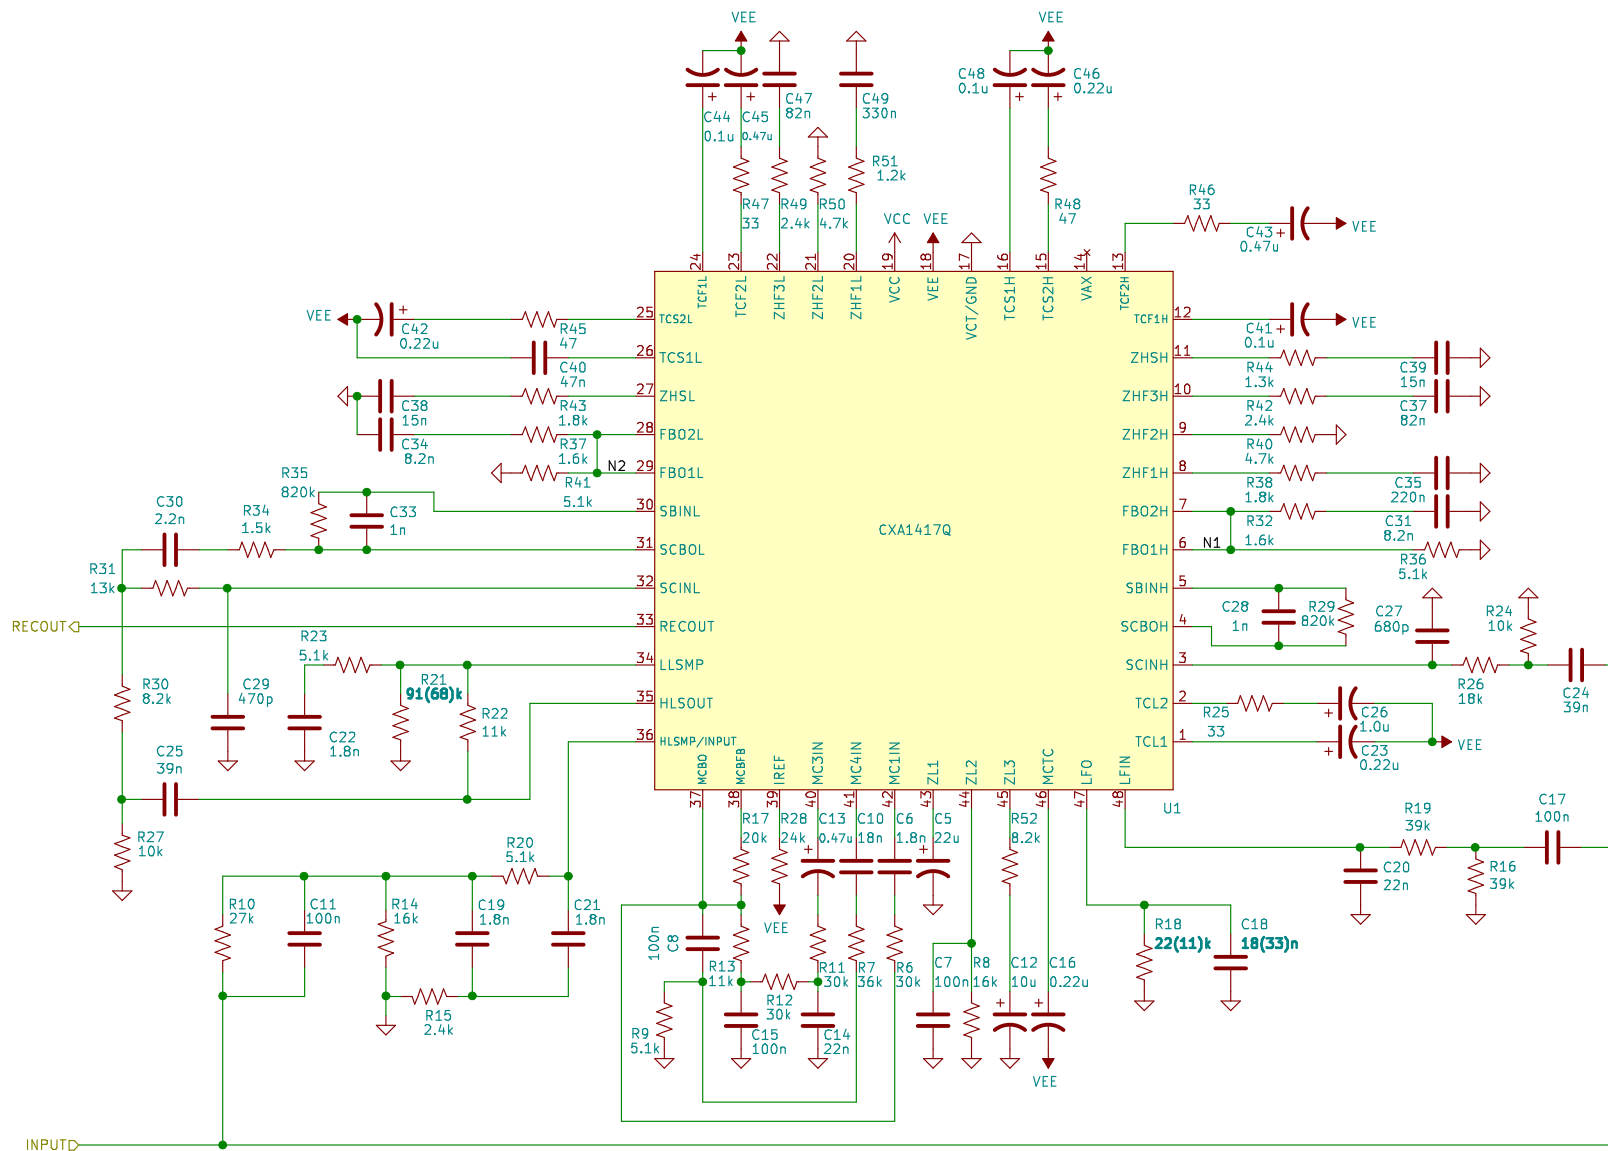 VEE
VEE
C44
0.1u
C45
0.47u
C47
82n
C49
330n
C48
0.1u
C46
0.22u
R47
33
R49
2.4k
R50
4.7k
R51
1.2k
R48
47
VCC
VEE
R46
33
C43
0.47u
VEE
24
23
22
21
20
19
18
17
16
15
14
13
TCF1L
TCF2L
ZHF3L
ZHF2L
ZHF1L
VCC
VEE
VCT/GND
TCS1H
TCS2H
VAX
TCF2H
VEE
C42
0.22u
R45
47
25
TCS2L
C40
47n
26
TCS1L
C38
15n
R43
1.8k
27
ZHSL
C34
8.2n
R37
1.6k
28
FBO2L
R41
5.1k
N2
29
FBO1L
R35
820k
C33
1n
30
SBINL
C30
2.2n
R34
1.5k
31
SCBOL
R31
13k
32
SCINL
RECOUT
33
RECOUT
R23
5.1k
34
LLSMP
R21
91(68)k
R22
11k
35
HLSOUT
36
HLSMP/INPUT
R30
8.2k
C29
470p
C22
1.8n
C25
39n
R27
10k
CXA1417Q
TCF1H
12
C41
0.1u
VEE
ZHSH
11
R44
1.3k
C39
15n
ZHF3H
10
R42
2.4k
C37
82n
ZHF2H
9
R40
4.7k
ZHF1H
8
R38
1.8k
C35
220n
FBO2H
7
R32
1.6k
C31
8.2n
FBO1H
6
N1
R36
5.1k
SBINH
5
C28
1n
R29
820k
C27
680p
R24
10k
SCBOH
4
SCINH
3
R26
18k
C24
39n
TCL2
2
R25
33
C26
1.0u
TCL1
1
C23
0.22u
VEE
MCBO
MCBFB
IREF
MC3IN
MC4IN
MC1IN
ZL1
ZL2
ZL3
MCTC
LFO
LFIN
37
38
39
40
41
42
43
44
45
46
47
48
U1
R17
20k
R28
24k
C13
0.47u
C10
18n
C6
1.8n
C5
22u
R52
8.2k
R19
39k
C17
100n
C20
22n
R16
39k
R20
5.1k
R10
27k
C11
100n
R14
16k
C19
1.8n
C21
1.8n
R15
2.4k
VEE
100n
C8
R13
11k
R12
30k
R11
30k
R7
36k
R6
30k
C7
100n
R8
16k
C12
10u
C16
0.22u
R9
5.1k
C15
100n
C14
22n
VEE
R18
22(11)k
C18
18(33)n
INPUT